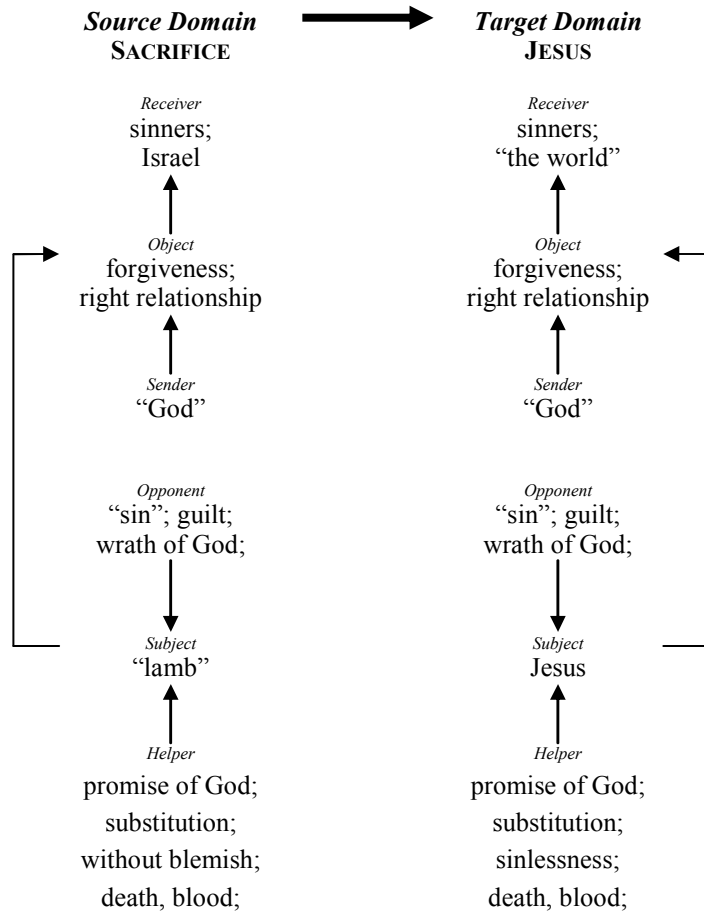 Source Domain
SACRIFICE
Receiver
sinners;
Israel
Object
forgiveness;
right relationship
Sender
“God”
Opponent
“sin”; guilt;
wrath of God;
Subject
“lamb”
Helper
promise of God;
substitution;
without blemish;
death, blood;
Target Domain
JESUS
Receiver
sinners;
“the world”
Object
forgiveness;
right relationship
Sender
“God”
Opponent
“sin”; guilt;
wrath of God;
Subject
Jesus
Helper
promise of God;
substitution;
sinlessness;
death, blood;